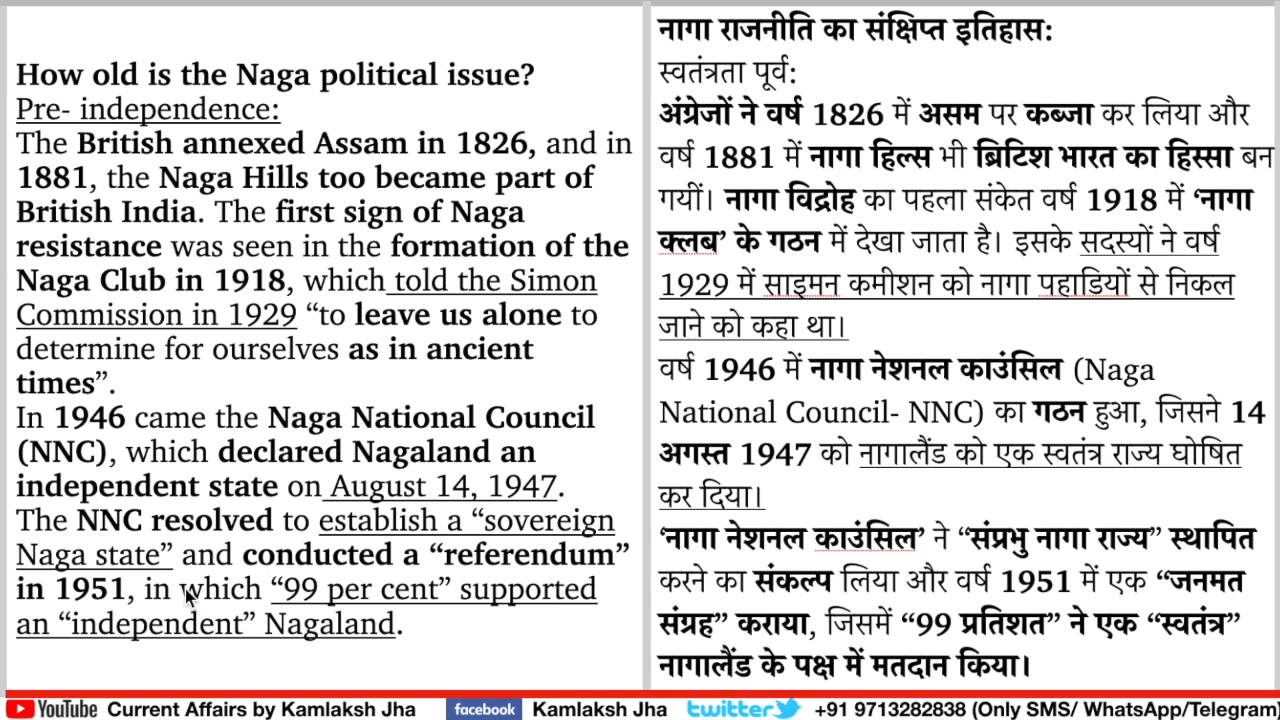 How old is the Naga political issue?
Pre- independence:
The British annexed Assam in 1826, and in
1881, the Naga Hills too became part of
British India. The first sign of Naga
resistance was seen in the formation of the
Naga Club in 1918, which told the Simon
Commission in 1929 “to leave us alone to
determine for ourselves as in ancient
times”.
In 1946 came the Naga National Council
(NNC), which declared Nagaland an
independent state on August 14, 1947.
The NNC resolved to establish a “sovereign
Naga state” and conducted a “referendum”
in 1951, in which “99 per cent” supported
an “independent” Nagaland.
नागा राजनीति का संक्षिप्त इतिहास:
स्वतंत्रता पूर्व:
अंग्रेजों ने वर्ष 1826 में असम पर कब्जा कर लिया और
वर्ष 1881 में नागा हिल्स भी ब्रिटिश भारत का हिस्सा बन
गयीं। नागा विद्रोह का पहला संकेत वर्ष 1918 में ‘नागा
क्लब’ के गठन में देखा जाता है। इसके सदस्यों ने वर्ष
1929 में साइमन कमीशन को नागा पहाडियों से निकल
जाने को कहा था।
वर्ष 1946 में नागा नेशनल काउंसिल (Naga
National Council- NNC) का गठन हुआ, जिसने 14
अगस्त 1947 को नागालैंड को एक स्वतंत्र राज्य घोषित
कर दिया।
‘नागा नेशनल काउंसिल’ ने “संप्रभु नागा राज्य” स्थापित
करने का संकल्प लिया और वर्ष 1951 में एक “जनमत
संग्रह” कराया, जिसमें “99 प्रतिशत” ने एक “स्वतंत्र”
नागालैंड के पक्ष में मतदान किया।
YouTube Current Affairs by Kamlaksh Jha facebook Kamlaksh Jha twitter +91 9713282838 (Only SMS/ WhatsApp/Telegram)